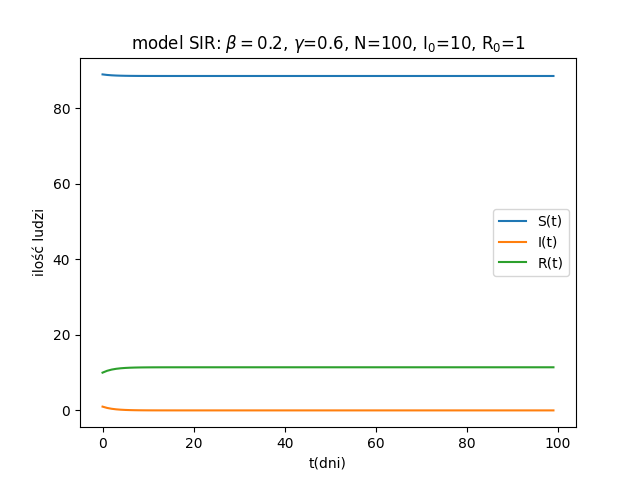 model SIR: β = 0.2, γ=0.6, N=100, I₀=10, R₀=1
ilość ludzi
80
60
40
20
0
S(t)
I(t)
R(t)
0 20 40 60 80 100
t(dni)